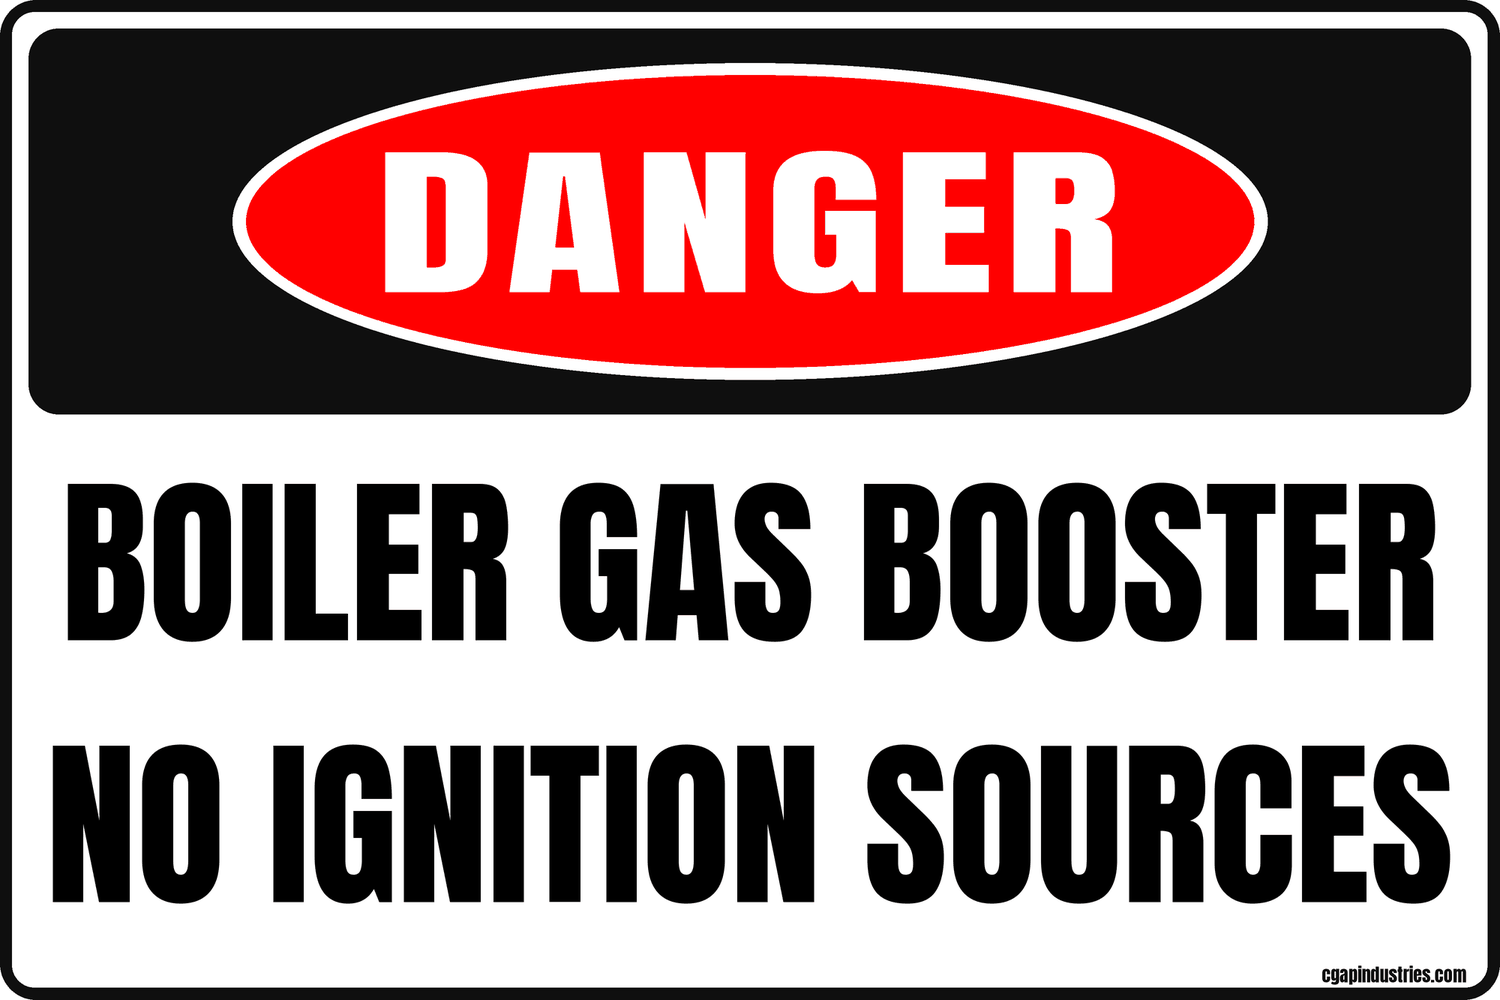 DANGER
BOILER GAS BOOSTER
NO IGNITION SOURCES
cgapindustries.com